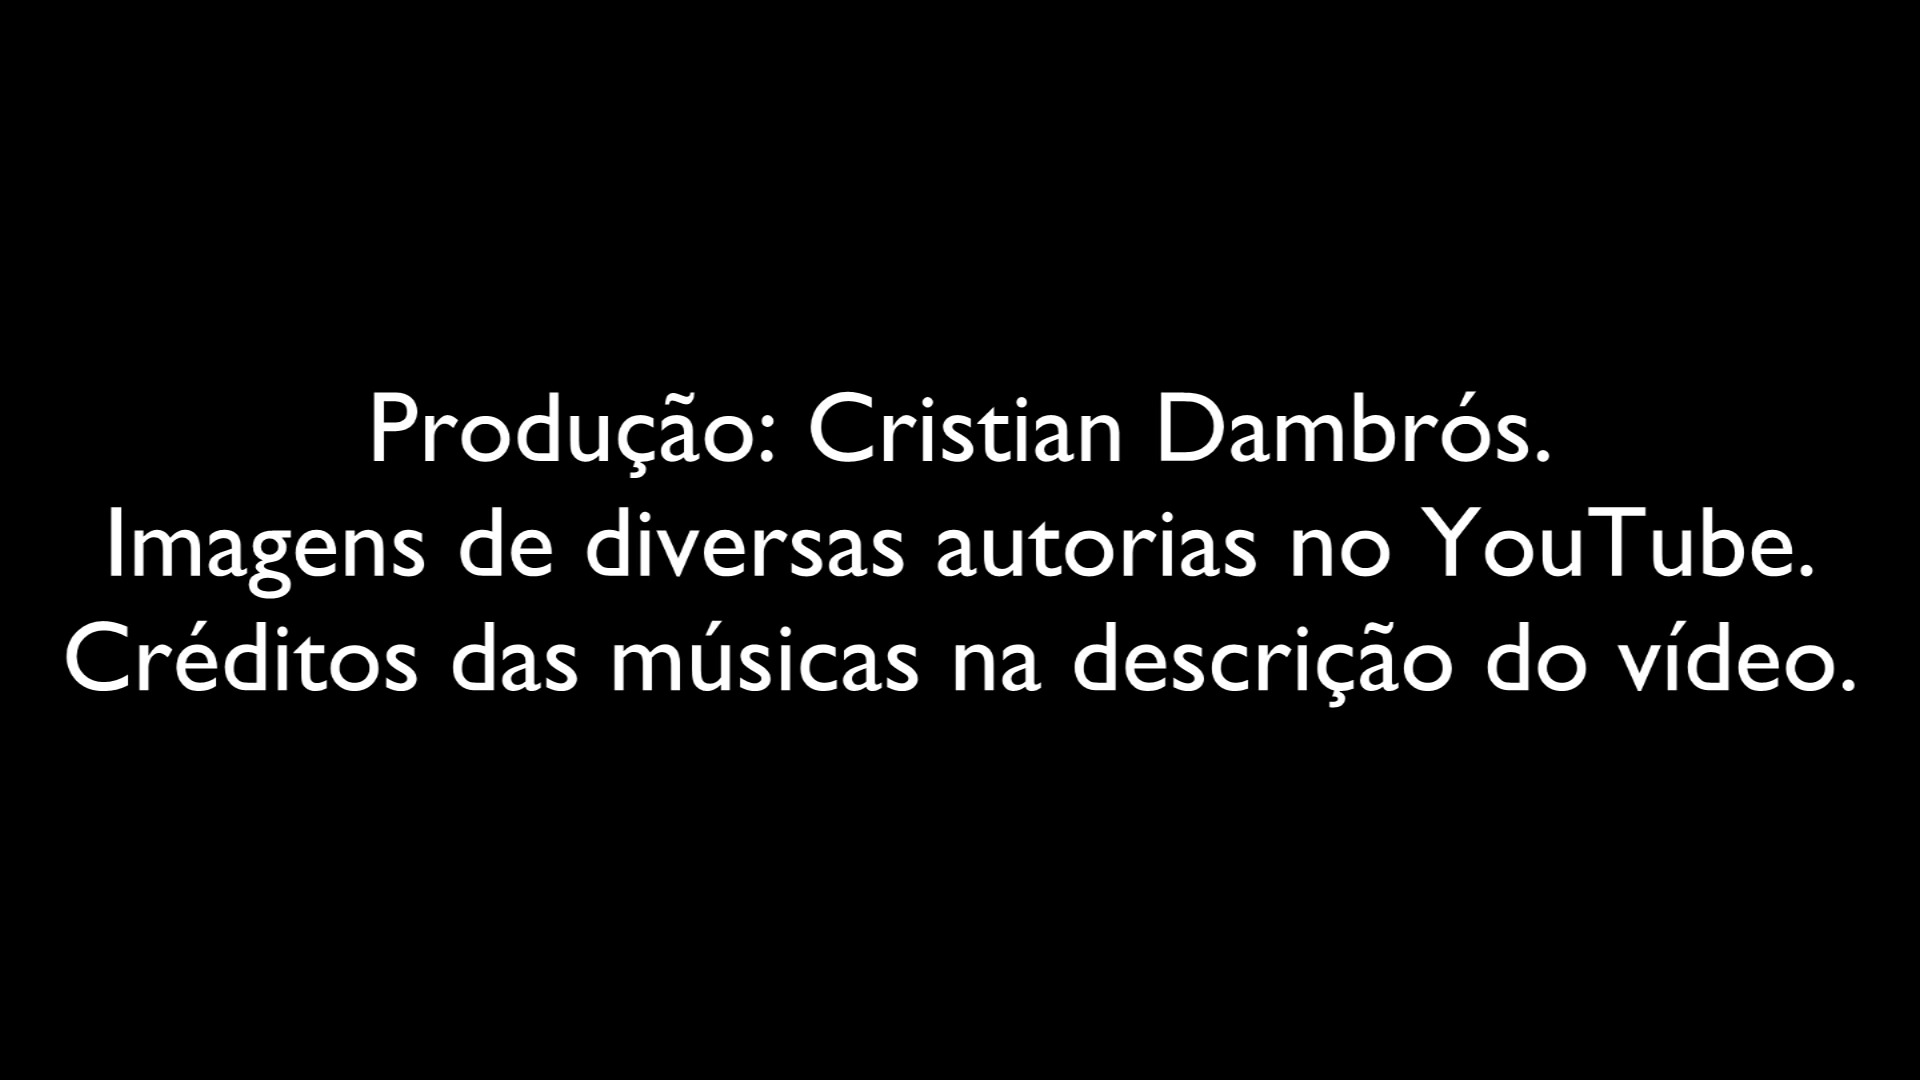 Produção: Cristian Dambrós.
Imagens de diversas autorias no YouTube.
Créditos das músicas na descrição do vídeo.